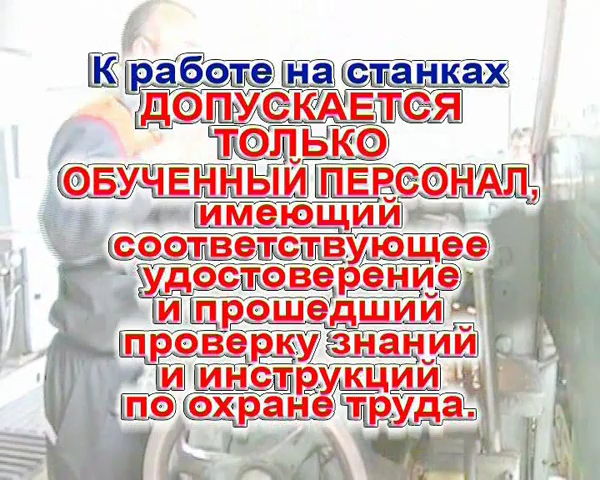 К работе на станках
ДОПУСКАЕТСЯ
ТОЛЬКО
ОБУЧЕННЫЙ ПЕРСОНАЛ,
имеющий
соответствующее
удостоверение
и прошедший
проверку знаний
и инструкций
по охране труда.